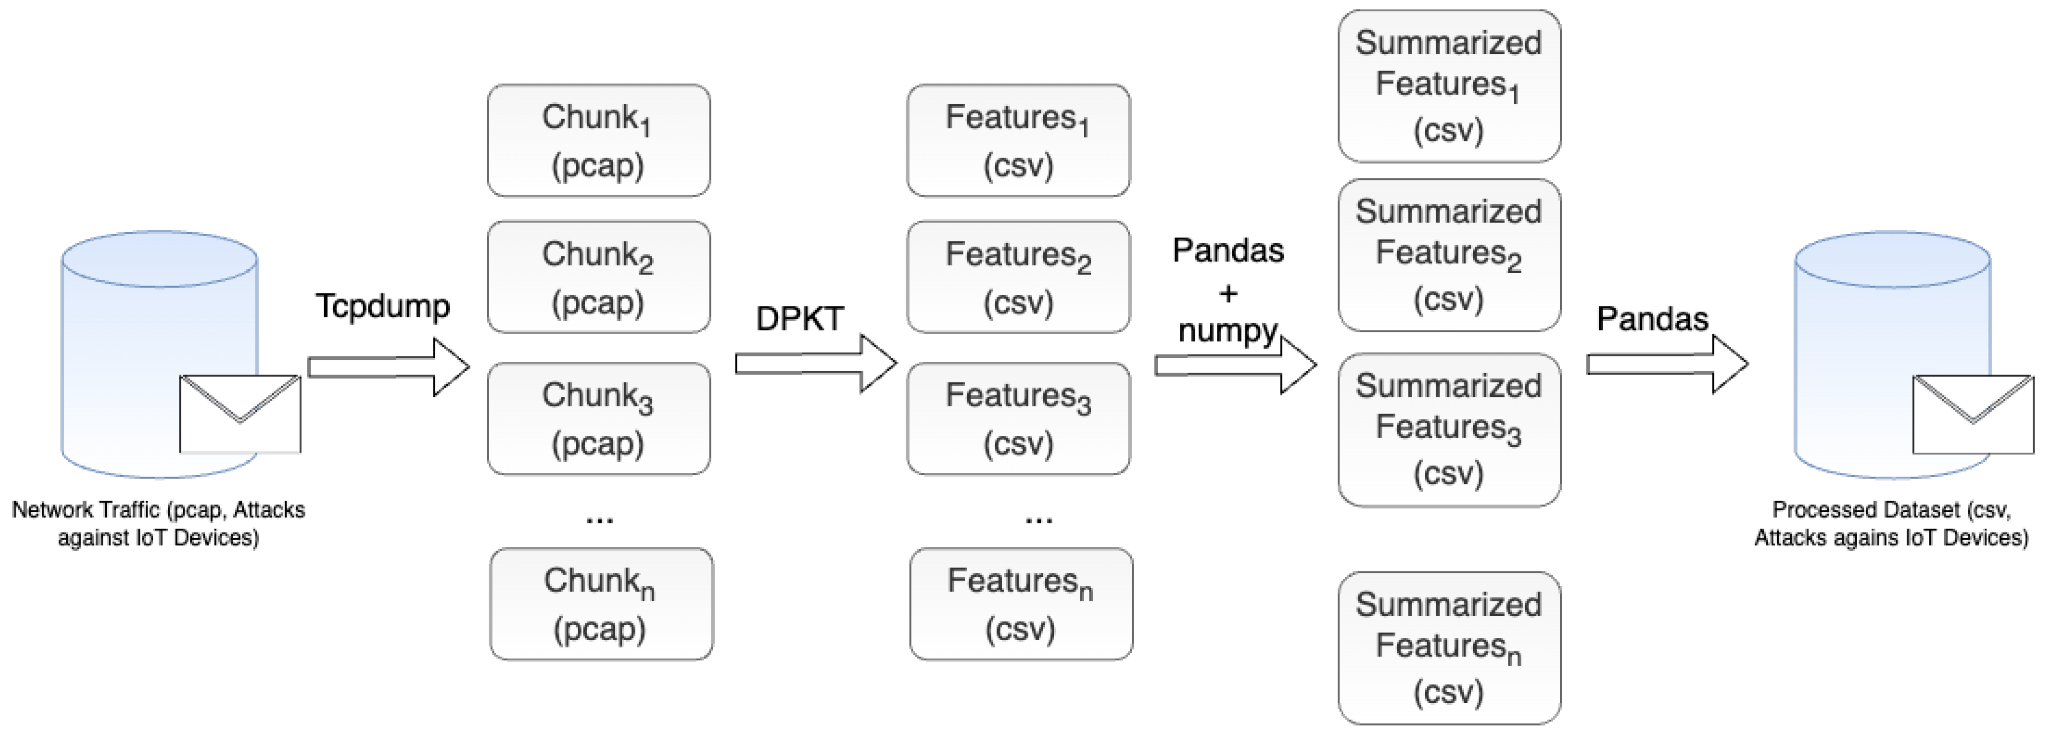 Network Traffic (pcap, Attacks
against IoT Devices)
Tcpdump
Chunk1
(pcap)
Chunk2
(pcap)
Chunk3
(pcap)
...
Chunkn
(pcap)
DPKT
Features1
(csv)
Features2
(csv)
Features3
(csv)
...
Featuresn
(csv)
Pandas
+
numpy
Summarized
Features1
(csv)
Summarized
Features2
(csv)
Summarized
Features3
(csv)
Summarized
Featuresn
(csv)
Pandas
Processed Dataset (csv,
Attacks agains IoT Devices)